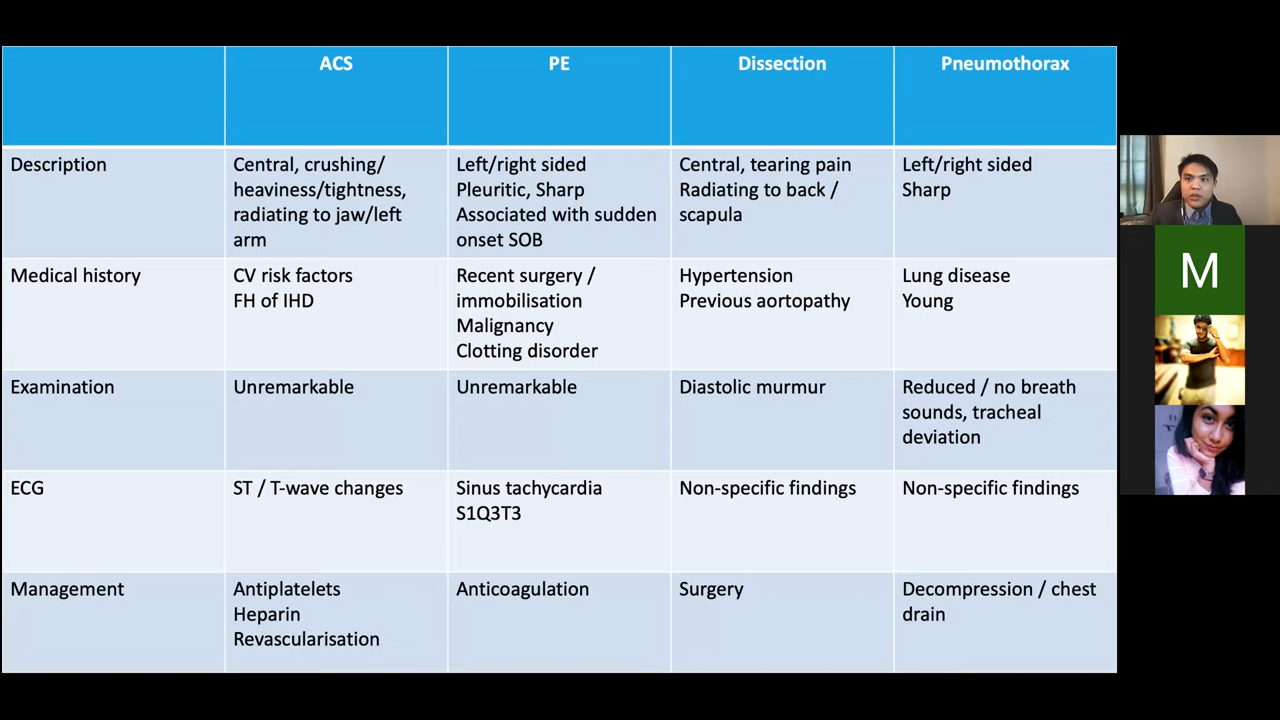 ACS
PE
Dissection
Pneumothorax
Description
Central, crushing/
heaviness/tightness,
radiating to jaw/left
arm
Left/right sided
Pleuritic, Sharp
Associated with sudden
onset SOB
Central, tearing pain
Radiating to back /
scapula
Left/right sided
Sharp
Medical history
CV risk factors
FH of IHD
Recent surgery /
immobilisation
Malignancy
Clotting disorder
Hypertension
Previous aortopathy
Lung disease
Young
Examination
Unremarkable
Unremarkable
Diastolic murmur
Reduced / no breath
sounds, tracheal
deviation
ECG
ST / T-wave changes
Sinus tachycardia
S1Q3T3
Non-specific findings
Non-specific findings
Management
Antiplatelets
Heparin
Revascularisation
Anticoagulation
Surgery
Decompression / chest
drain
M